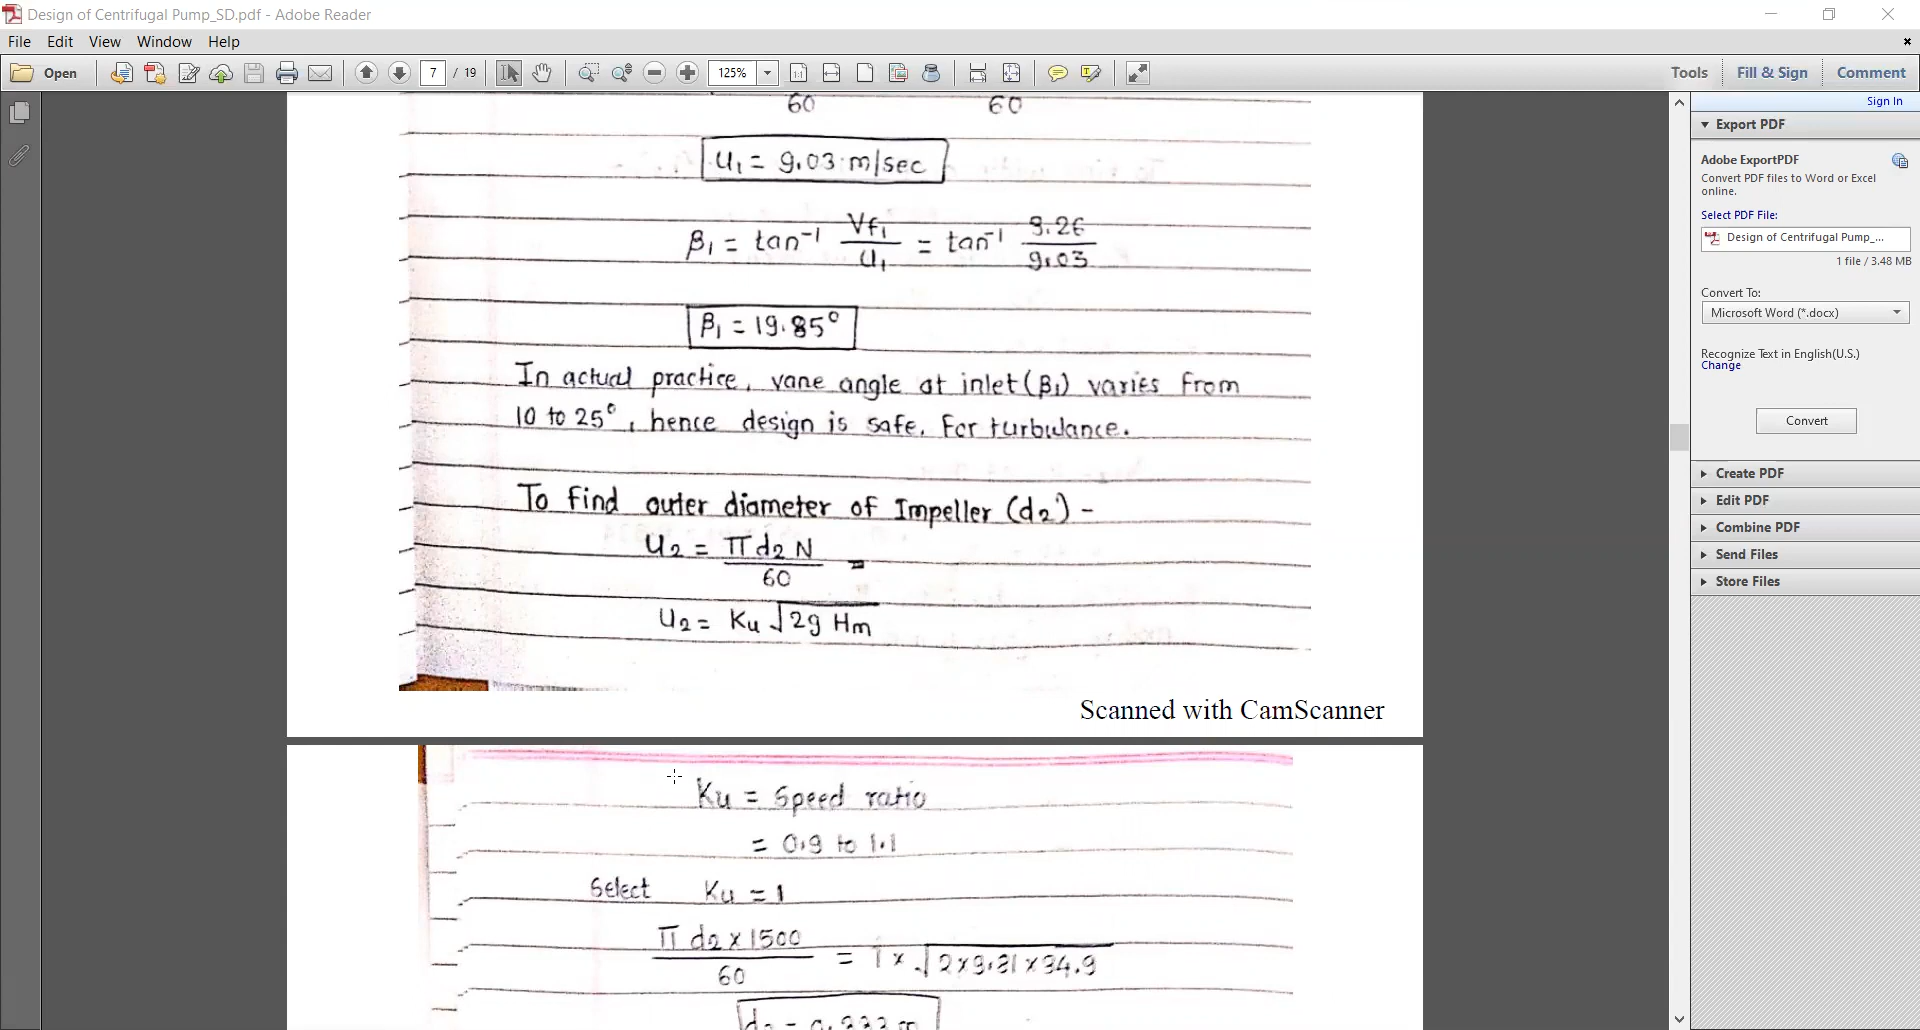 Design of Centrifugal Pump_SD.pdf - Adobe Reader
File Edit View Window Help
Open 7 / 19 125% Tools Fill & Sign Comment
Sign In
Export PDF
Adobe ExportPDF
Convert PDF files to Word or Excel
online.
Select PDF File:
Design of Centrifugal Pump_...
1 file / 3.48 MB
Convert To:
Microsoft Word (*.docx)
Recognize Text in English(U.S.)
Change
Convert
Create PDF
Edit PDF
Combine PDF
Send Files
Store Files
60 60
u1 = 9.03 m/sec
β1 = tan⁻¹ Vf1 / u1 = tan⁻¹ 3.26 / 9.03
β1 = 19.85°
In actual practice, vane angle at inlet (β1) varies from
10 to 25°, hence design is safe. For turbulance.
To find outer diameter of Impeller (d2) -
u2 = π d2 N / 60 =
u2 = Ku √2g Hm
Scanned with CamScanner
Ku = Speed ratio
= 0.9 to 1.1
Select Ku = 1
π d2 x 1500 / 60 = 1 x √2x9.81x34.9
d2 = 0.333 m